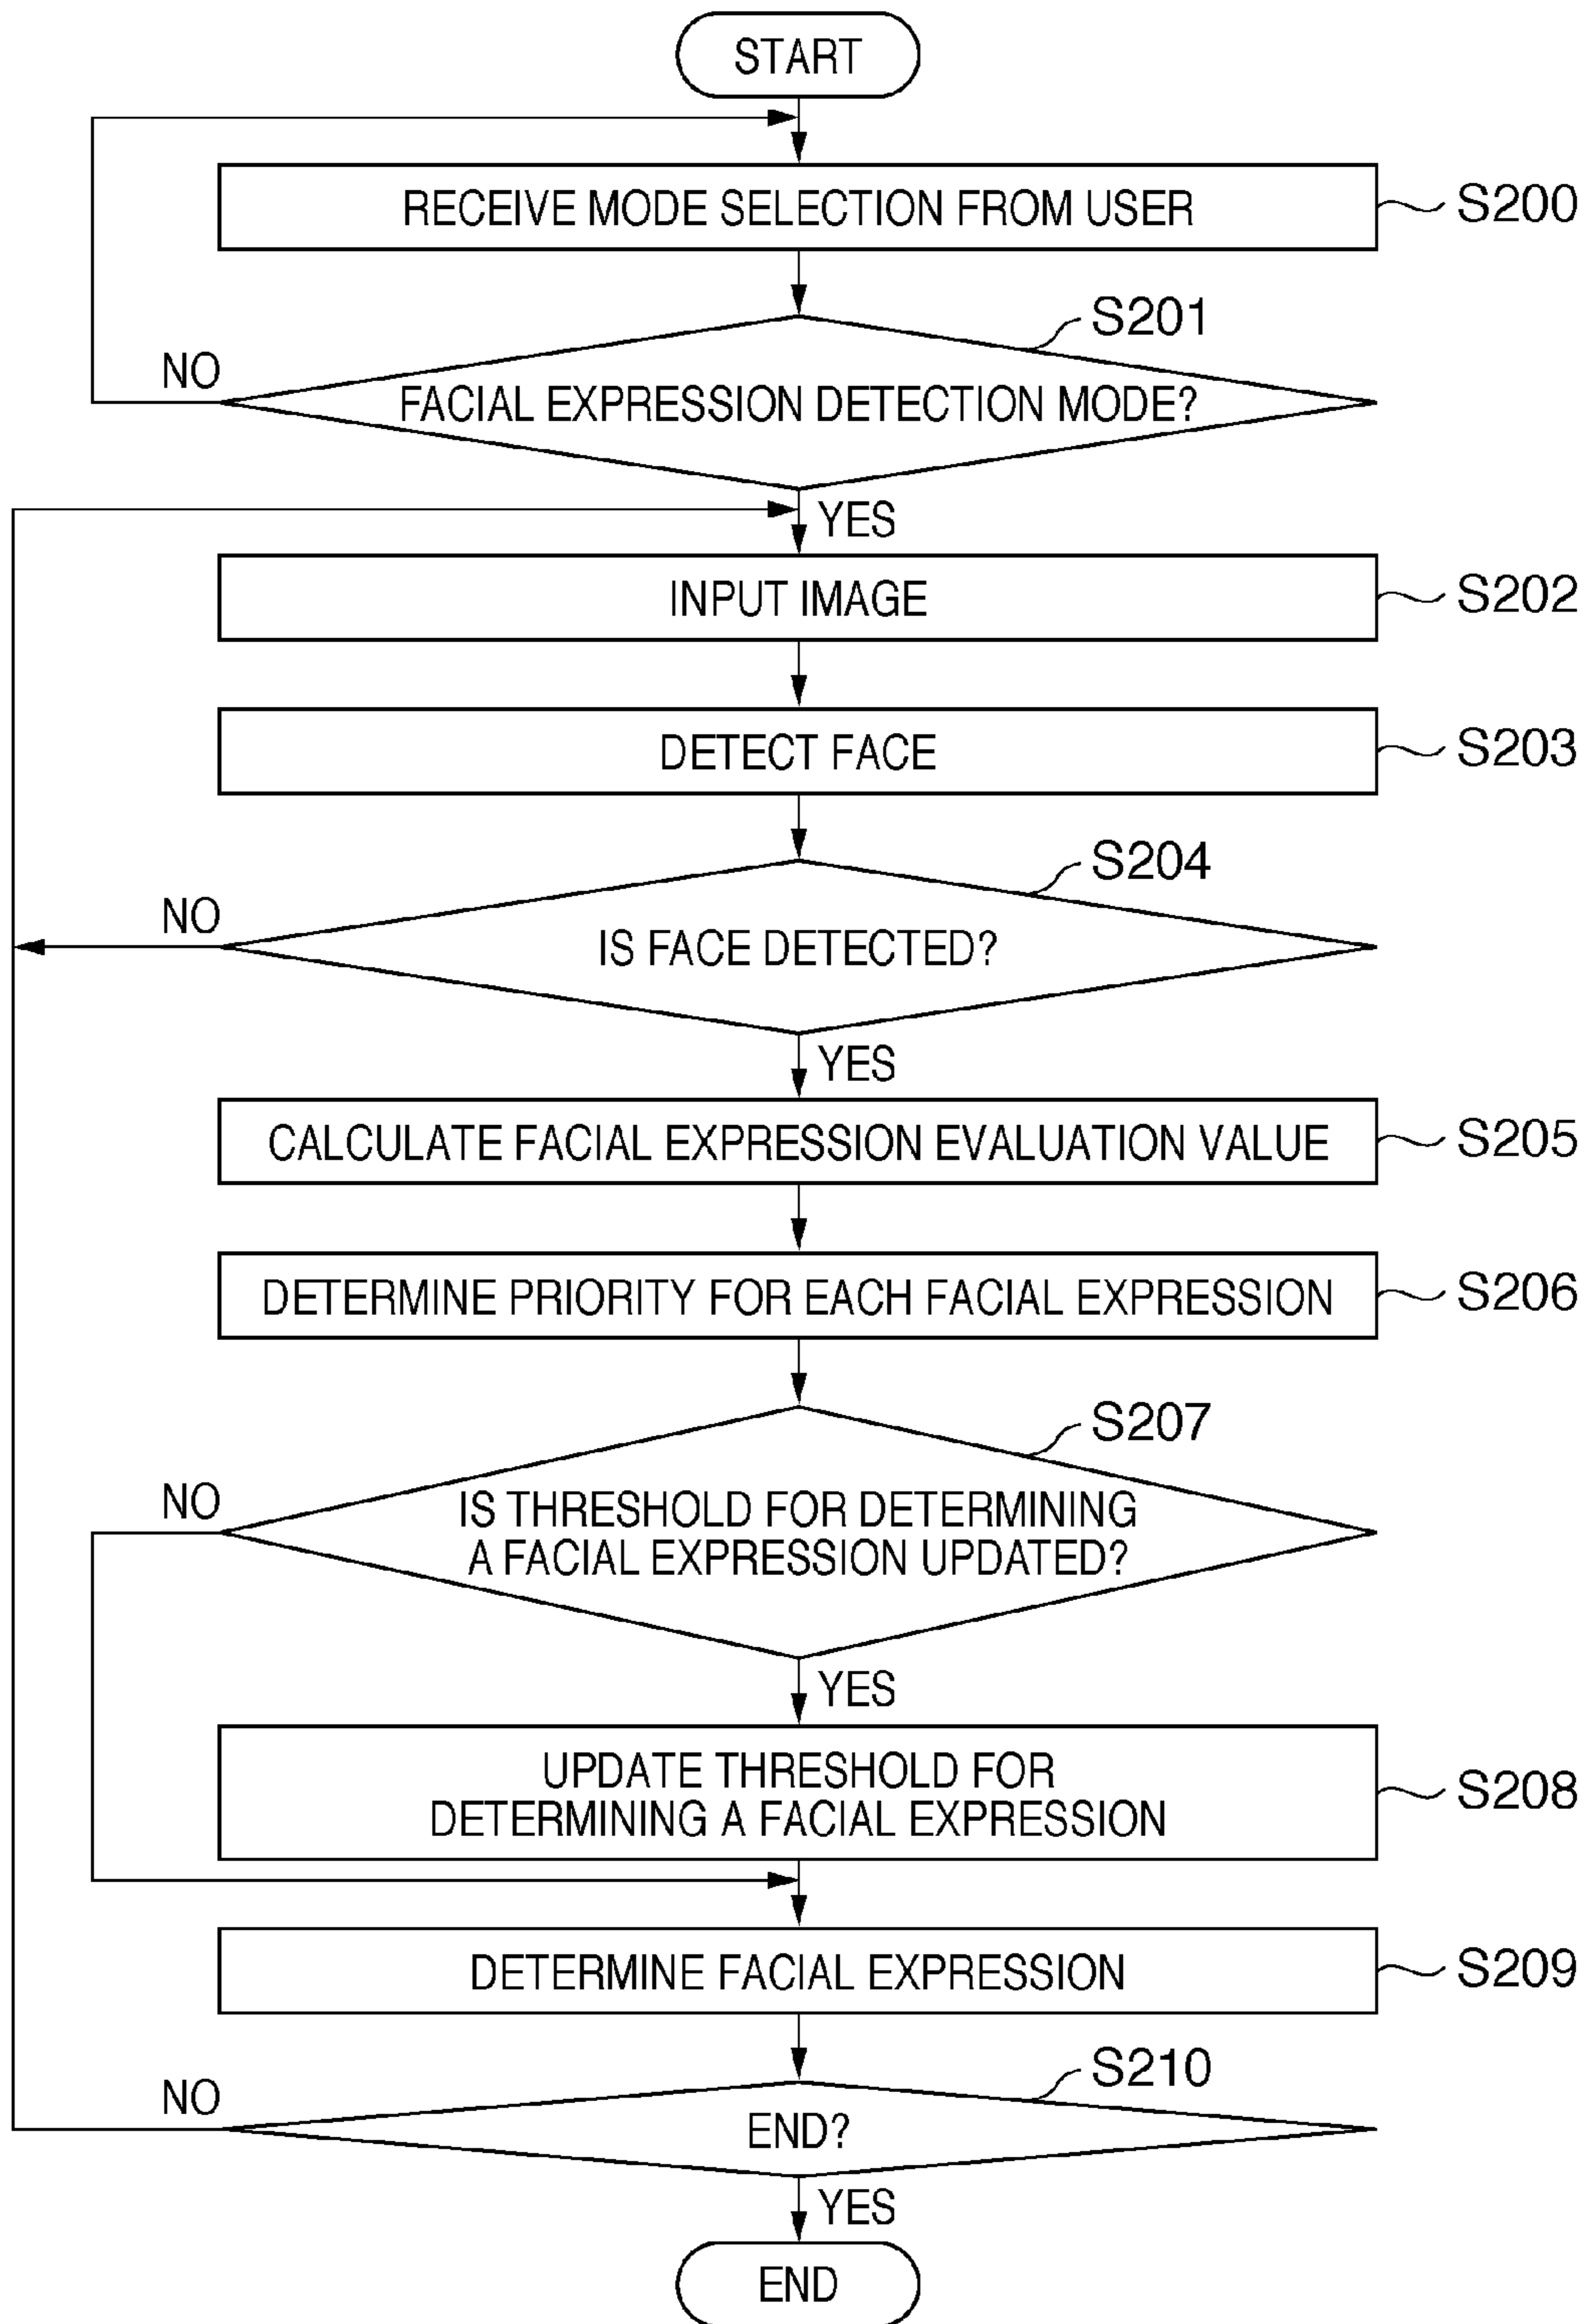 START
RECEIVE MODE SELECTION FROM USER
S200
S201
NO
FACIAL EXPRESSION DETECTION MODE?
YES
INPUT IMAGE
S202
DETECT FACE
S203
S204
NO
IS FACE DETECTED?
YES
CALCULATE FACIAL EXPRESSION EVALUATION VALUE
S205
DETERMINE PRIORITY FOR EACH FACIAL EXPRESSION
S206
S207
NO
IS THRESHOLD FOR DETERMINING
A FACIAL EXPRESSION UPDATED?
YES
UPDATE THRESHOLD FOR
DETERMINING A FACIAL EXPRESSION
S208
DETERMINE FACIAL EXPRESSION
S209
S210
NO
END?
YES
END